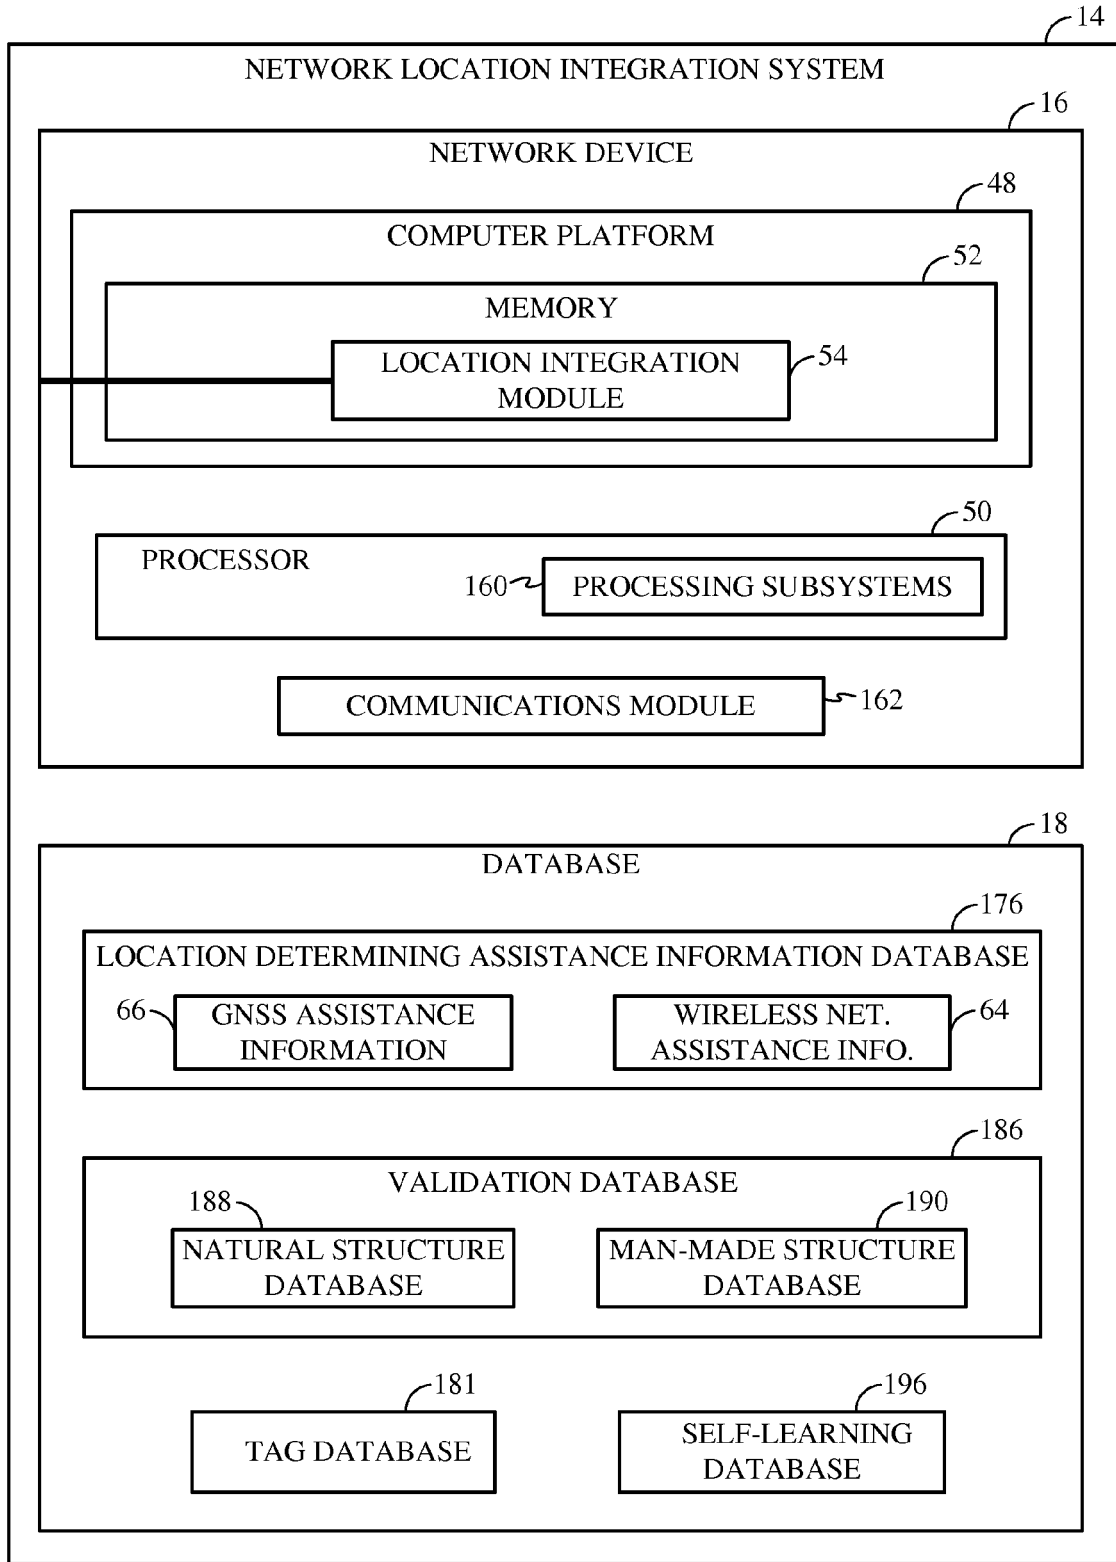 14
NETWORK LOCATION INTEGRATION SYSTEM
16
NETWORK DEVICE
48
COMPUTER PLATFORM
52
MEMORY
LOCATION INTEGRATION
MODULE
54
50
PROCESSOR
160
PROCESSING SUBSYSTEMS
COMMUNICATIONS MODULE
162
18
DATABASE
176
LOCATION DETERMINING ASSISTANCE INFORMATION DATABASE
66
GNSS ASSISTANCE
INFORMATION
WIRELESS NET.
ASSISTANCE INFO.
64
186
VALIDATION DATABASE
188
NATURAL STRUCTURE
DATABASE
190
MAN-MADE STRUCTURE
DATABASE
181
TAG DATABASE
196
SELF-LEARNING
DATABASE